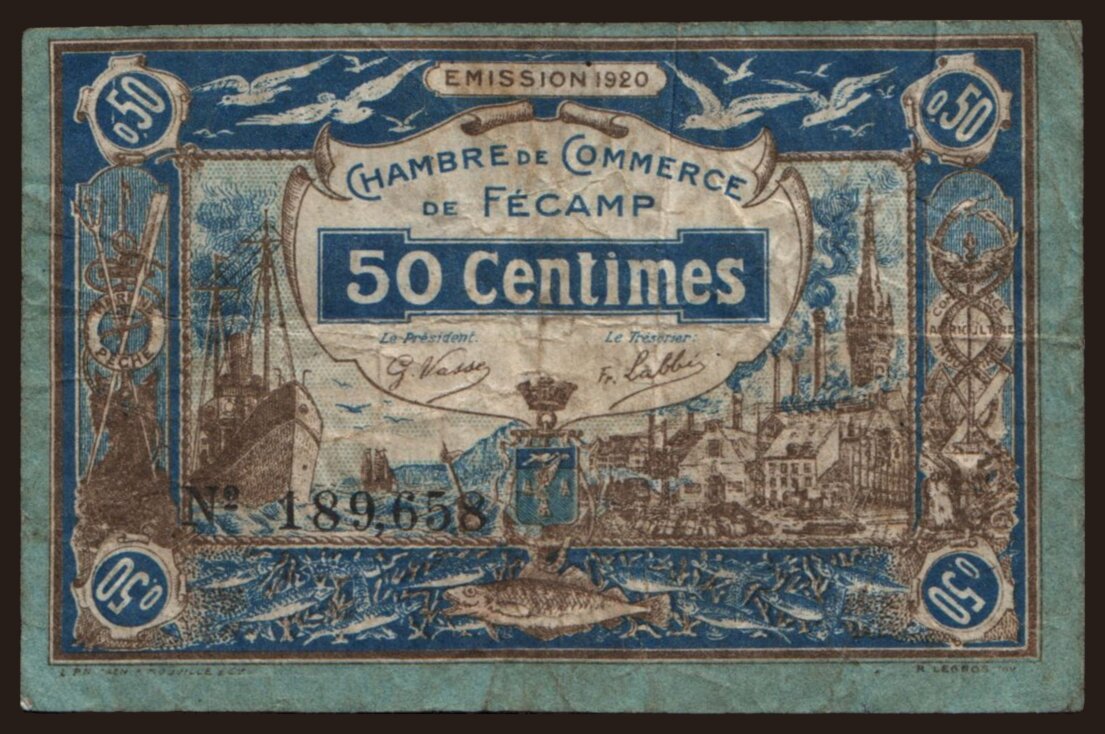 0.50
EMISSION 1920
0.50
CHAMBRE DE COMMERCE
DE FÉCAMP
50 Centimes
Le Président.
Le Trésorier:
G. Vasse
Fr. Labbé
PÊCHE
AGRICULTURE
Nº 189,658
0.50
0.50
R. LEGROS